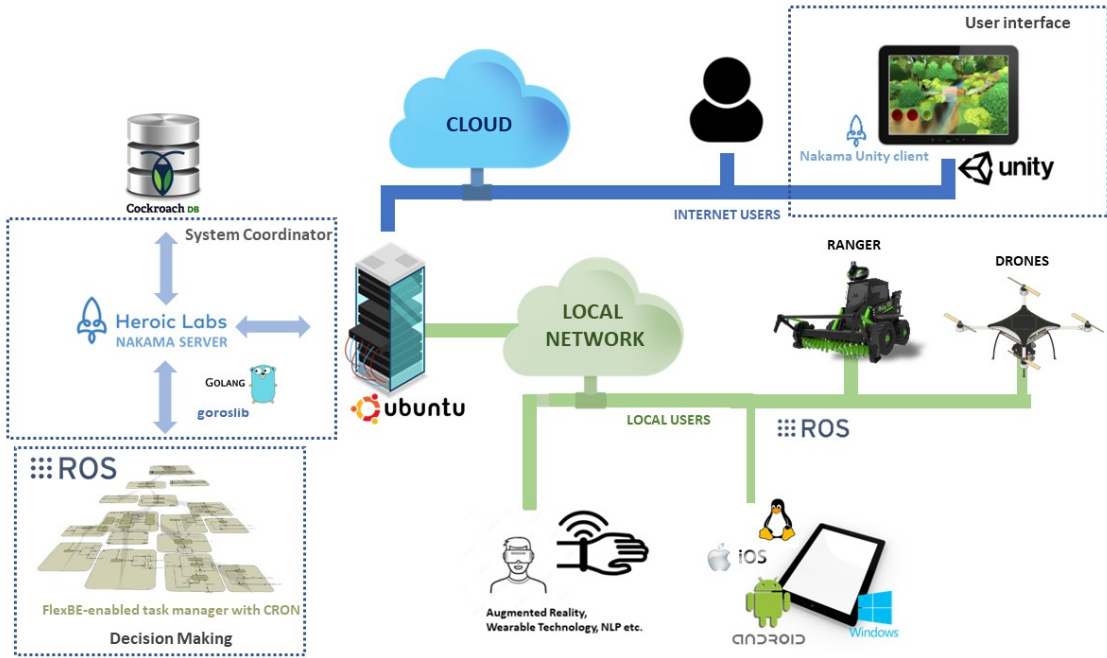 User interface
CLOUD
Nakama Unity client
unity
INTERNET USERS
Cockroach DB
System Coordinator
Heroic Labs
NAKAMA SERVER
GOLANG
goroslib
ubuntu
LOCAL
NETWORK
RANGER
DRONES
LOCAL USERS
ROS
ROS
FlexBE-enabled task manager with CRON
Decision Making
Augmented Reality,
Wearable Technology, NLP etc.
iOS
ANDROID
Windows